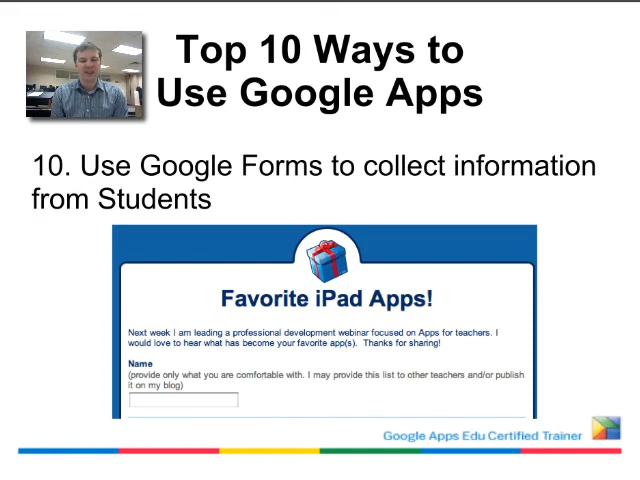 Top 10 Ways to
Use Google Apps
10. Use Google Forms to collect information
from Students
Favorite iPad Apps!
Next week I am leading a professional development webinar focused on Apps for teachers. I
would love to hear what has become your favorite app(s). Thanks for sharing!
Name
(provide only what you are comfortable with. I may provide this list to other teachers and/or publish
it on my blog)
Google Apps Edu Certified Trainer